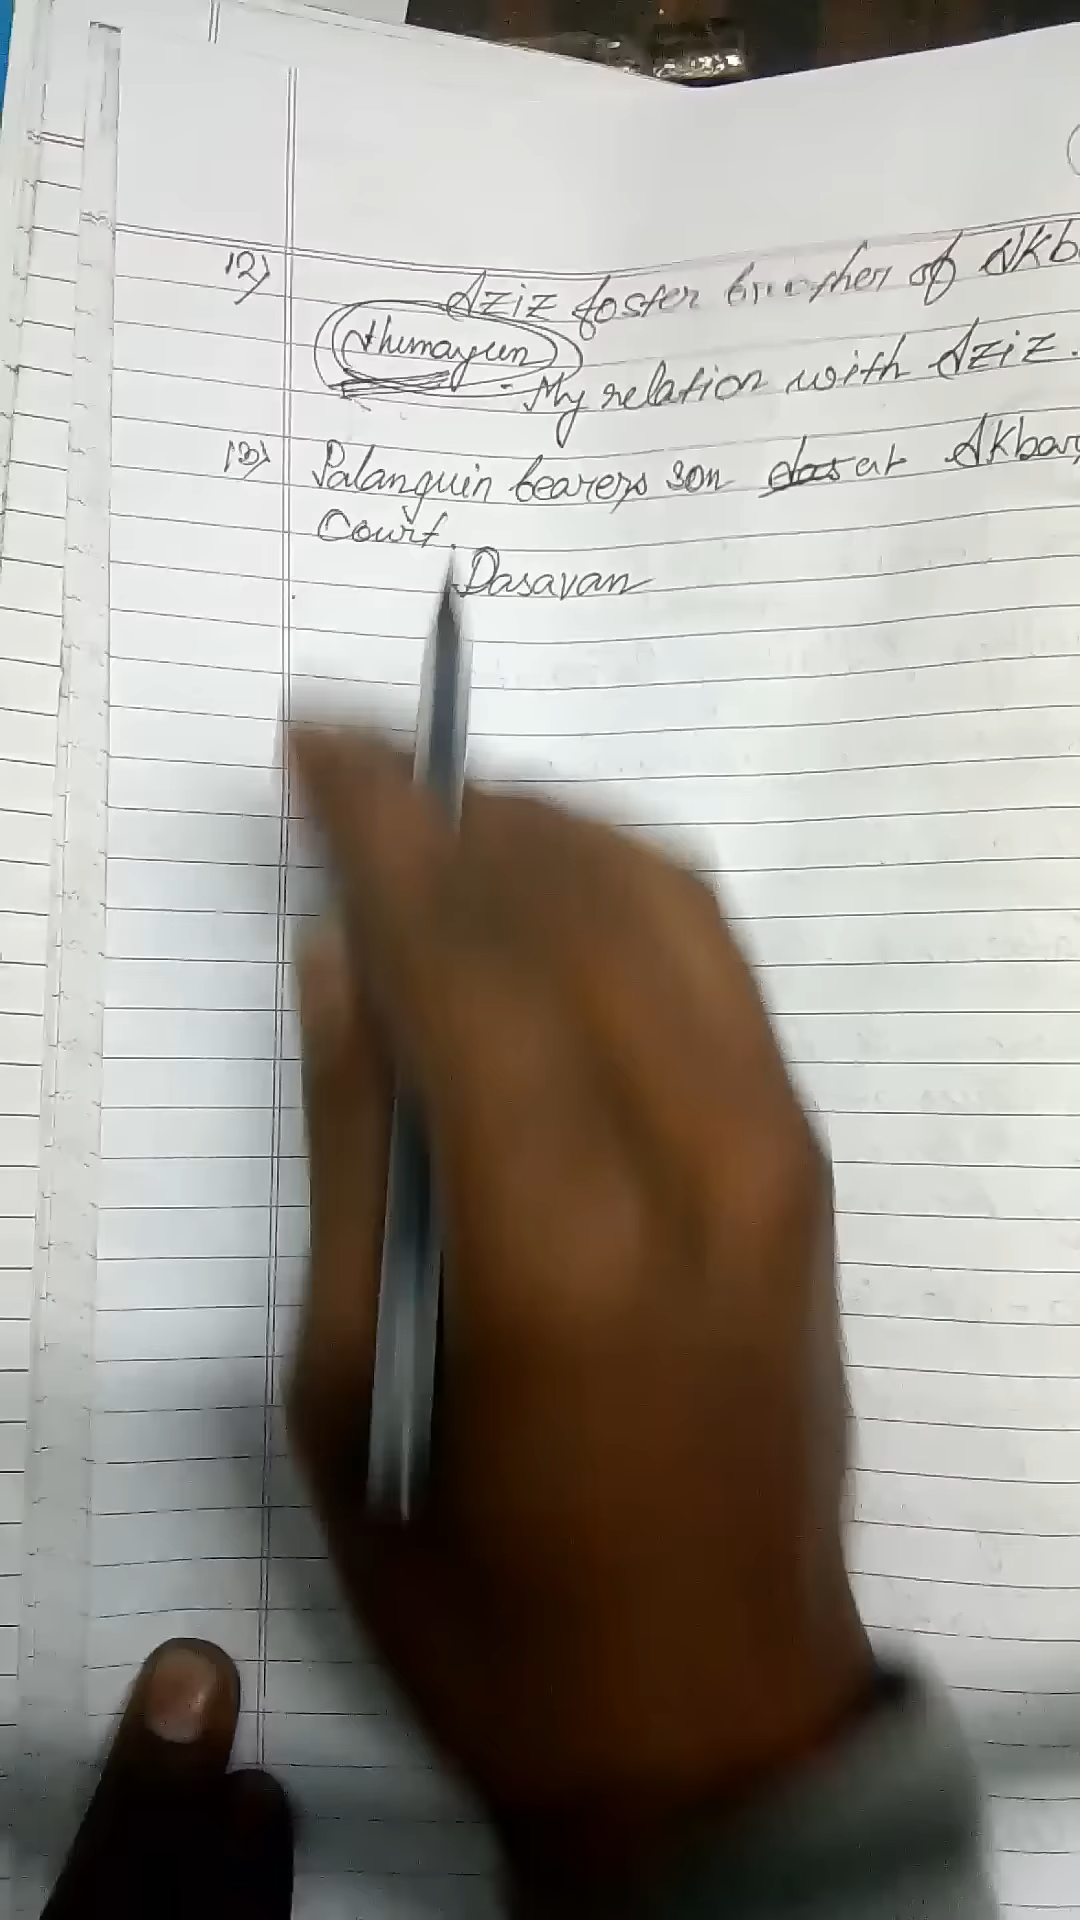 12) Aziz foster brother of Akb
Humayun - My relation with Aziz.
13) Palanquin bearers son das at Akbar
Court.
Dasavan